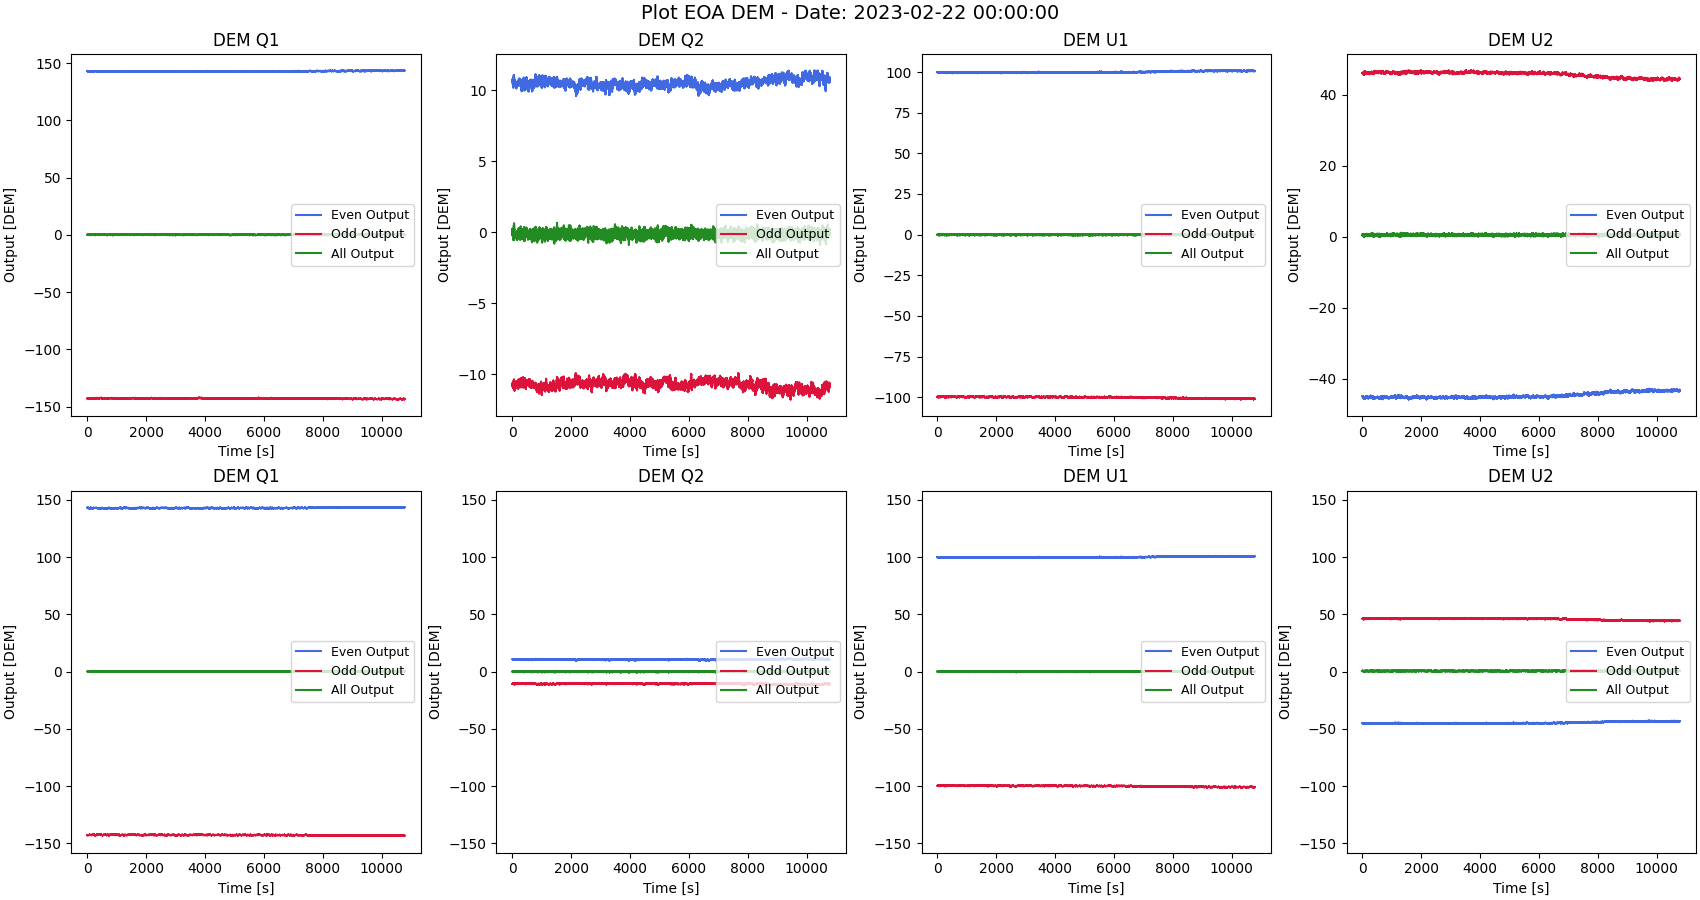 Plot EOA DEM - Date: 2023-02-22 00:00:00
DEM Q1
DEM Q2
DEM U1
DEM U2
Output [DEM]
150
100
50
0
−50
−100
−150
Even Output
Odd Output
All Output
0 2000 4000 6000 8000 10000
Time [s]
Output [DEM]
10
5
0
−5
−10
Even Output
Odd Output
All Output
0 2000 4000 6000 8000 10000
Time [s]
Output [DEM]
100
75
50
25
0
−25
−50
−75
−100
Even Output
Odd Output
All Output
0 2000 4000 6000 8000 10000
Time [s]
Output [DEM]
40
20
0
−20
−40
Even Output
Odd Output
All Output
0 2000 4000 6000 8000 10000
Time [s]
DEM Q1
DEM Q2
DEM U1
DEM U2
Output [DEM]
150
100
50
0
−50
−100
−150
Even Output
Odd Output
All Output
0 2000 4000 6000 8000 10000
Time [s]
Output [DEM]
150
100
50
0
−50
−100
−150
Even Output
Odd Output
All Output
0 2000 4000 6000 8000 10000
Time [s]
Output [DEM]
150
100
50
0
−50
−100
−150
Even Output
Odd Output
All Output
0 2000 4000 6000 8000 10000
Time [s]
Output [DEM]
150
100
50
0
−50
−100
−150
Even Output
Odd Output
All Output
0 2000 4000 6000 8000 10000
Time [s]